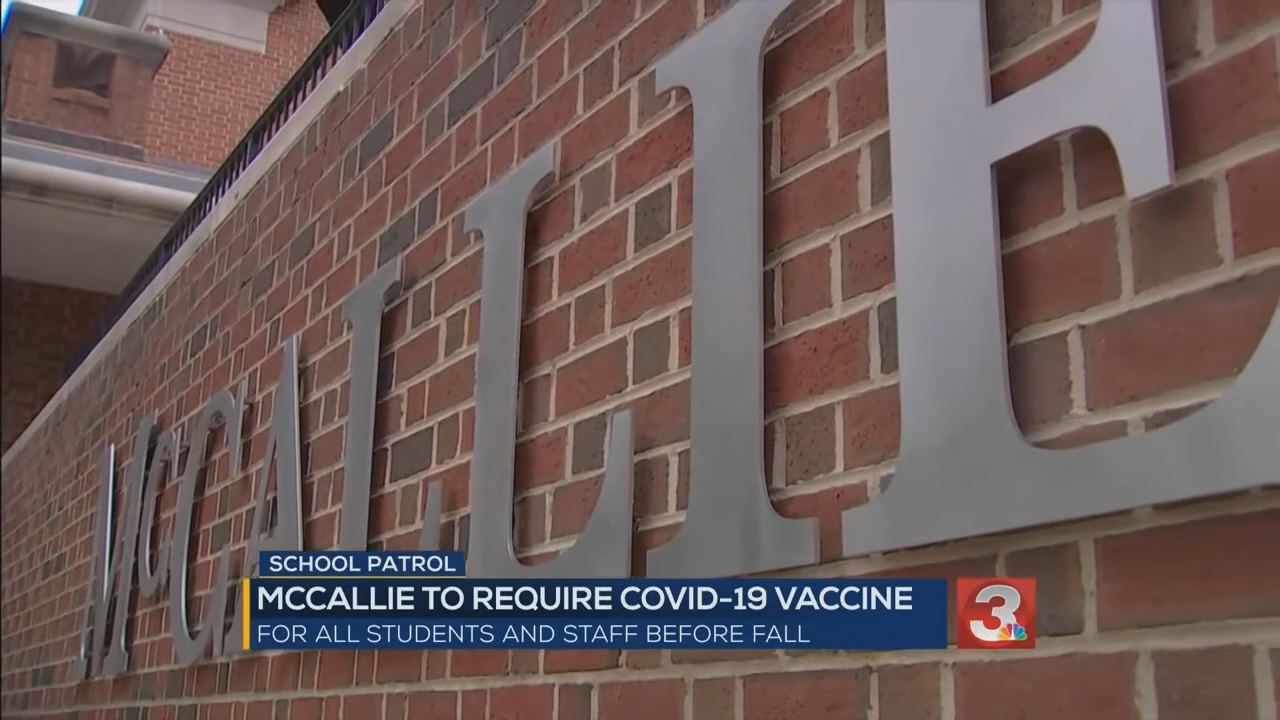 McCALLIE
SCHOOL PATROL
MCCALLIE TO REQUIRE COVID-19 VACCINE
FOR ALL STUDENTS AND STAFF BEFORE FALL
3